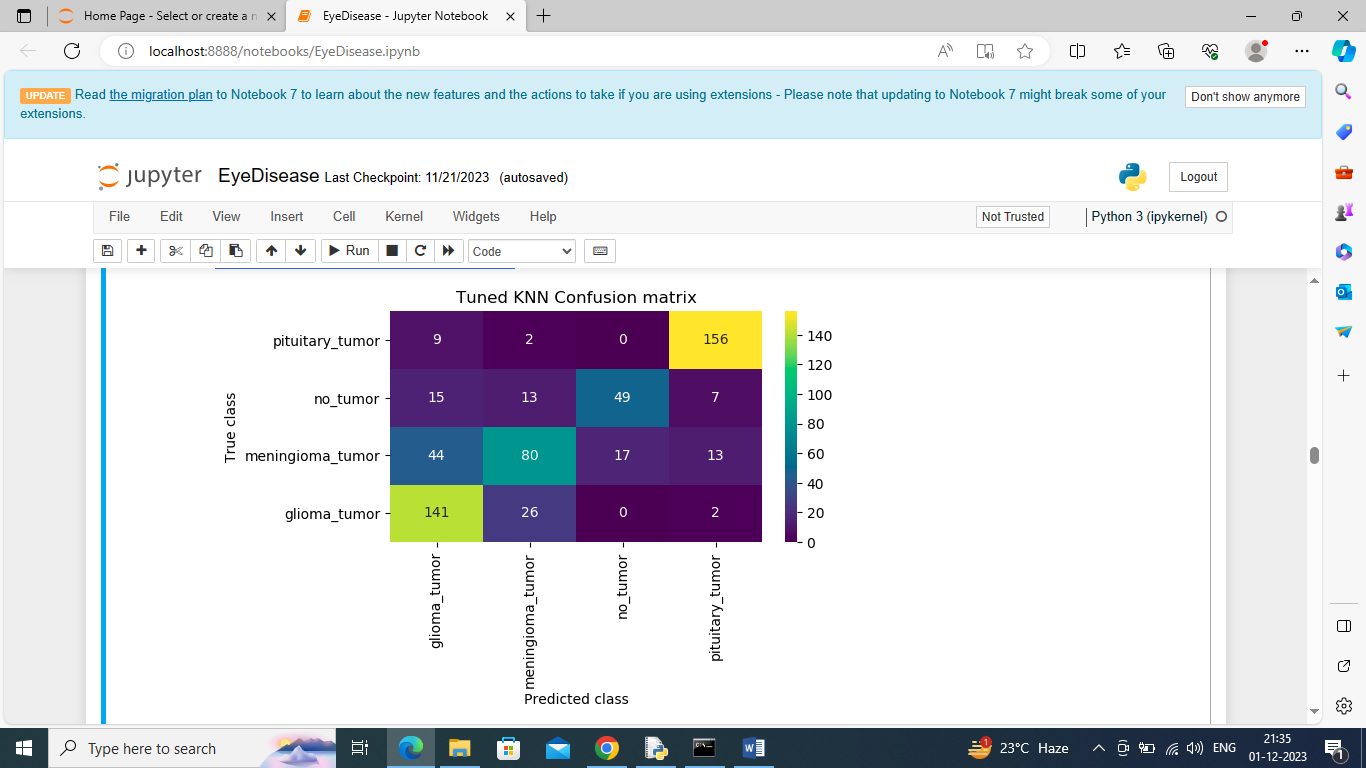 Home Page - Select or create a n
EyeDisease - Jupyter Notebook
localhost:8888/notebooks/EyeDisease.ipynb
UPDATE Read the migration plan to Notebook 7 to learn about the new features and the actions to take if you are using extensions - Please note that updating to Notebook 7 might break some of your
extensions.
Don't show anymore
jupyter EyeDisease Last Checkpoint: 11/21/2023 (autosaved)
Logout
File Edit View Insert Cell Kernel Widgets Help
Not Trusted
Python 3 (ipykernel)
Run
Code
Tuned KNN Confusion matrix
True class
pituitary_tumor 9 2 0 156
no_tumor 15 13 49 7
meningioma_tumor 44 80 17 13
glioma_tumor 141 26 0 2
140
120
100
80
60
40
20
0
glioma_tumor
meningioma_tumor
no_tumor
pituitary_tumor
Predicted class
Type here to search
1
23°C Haze
ENG
21:35
01-12-2023
1